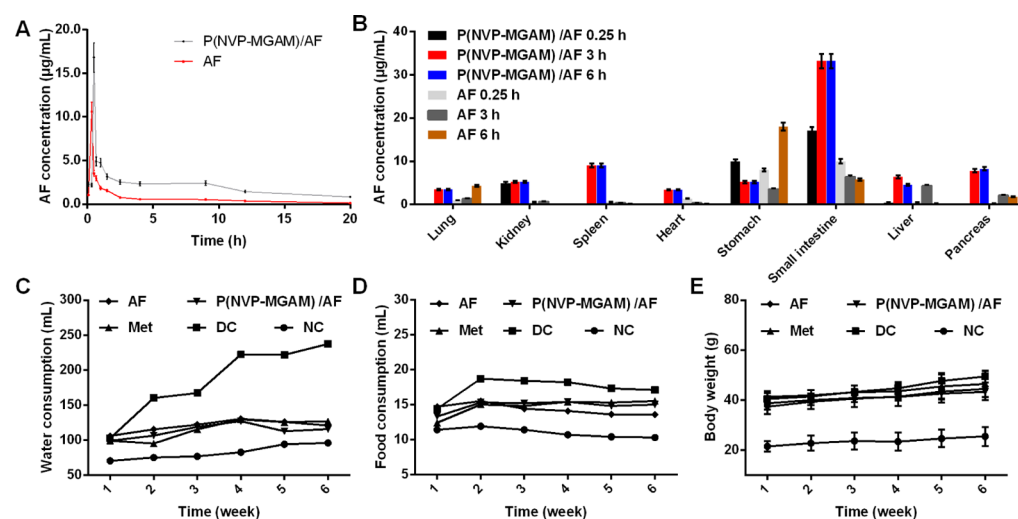 A
AF concentration (μg/mL)
20.0
15.0
10.0
5.0
0.0
P(NVP-MGAM)/AF
AF
0
5
10
15
20
Time (h)
B
AF concentration (μg/mL)
40
30
20
10
0
P(NVP-MGAM) /AF 0.25 h
P(NVP-MGAM) /AF 3 h
P(NVP-MGAM) /AF 6 h
AF 0.25 h
AF 3 h
AF 6 h
Lung
Kidney
Spleen
Heart
Stomach
Small intestine
Liver
Pancreas
C
Water consumption (mL)
300
250
200
150
100
50
AF
P(NVP-MGAM) /AF
Met
DC
NC
1
2
3
4
5
6
Time (week)
D
Food consumption (mL)
30
25
20
15
10
5
0
AF
P(NVP-MGAM) /AF
Met
DC
NC
1
2
3
4
5
6
Time (week)
E
Body weight (g)
80
60
40
20
AF
P(NVP-MGAM) /AF
Met
DC
NC
1
2
3
4
5
6
Time (week)